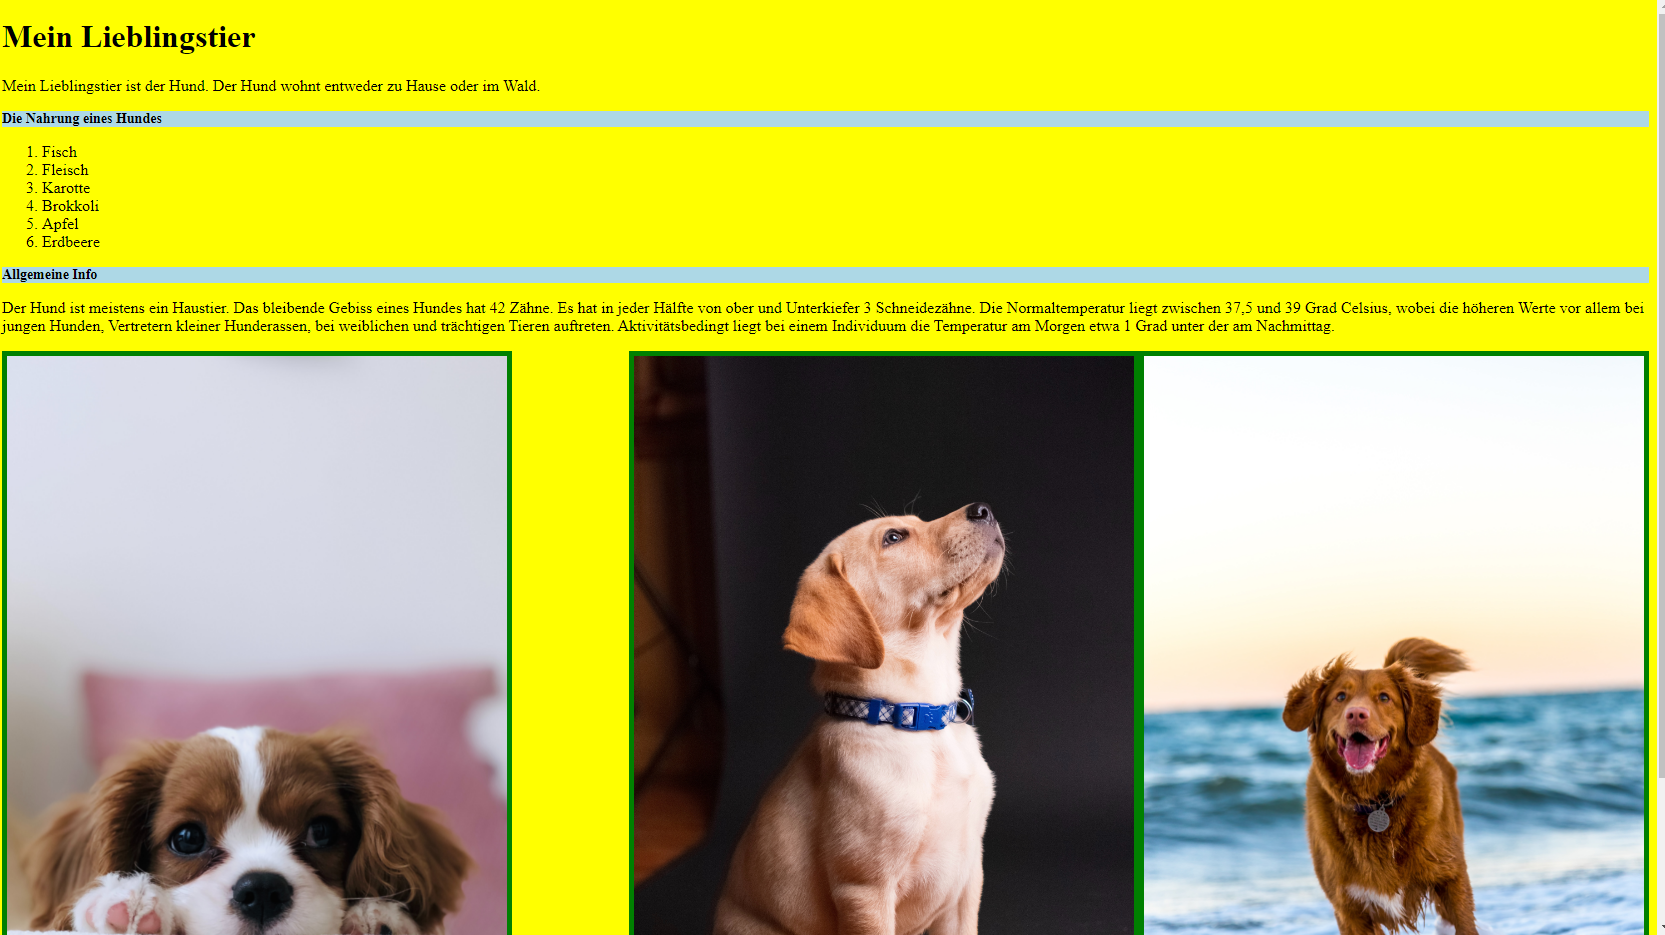 Mein Lieblingstier
Mein Lieblingstier ist der Hund. Der Hund wohnt entweder zu Hause oder im Wald.
Die Nahrung eines Hundes
1. Fisch
2. Fleisch
3. Karotte
4. Brokkoli
5. Apfel
6. Erdbeere
Allgemeine Info
Der Hund ist meistens ein Haustier. Das bleibende Gebiss eines Hundes hat 42 Zähne. Es hat in jeder Hälfte von ober und Unterkiefer 3 Schneidezähne. Die Normaltemperatur liegt zwischen 37,5 und 39 Grad Celsius, wobei die höheren Werte vor allem bei
jungen Hunden, Vertretern kleiner Hunderassen, bei weiblichen und trächtigen Tieren auftreten. Aktivitätsbedingt liegt bei einem Individuum die Temperatur am Morgen etwa 1 Grad unter der am Nachmittag.